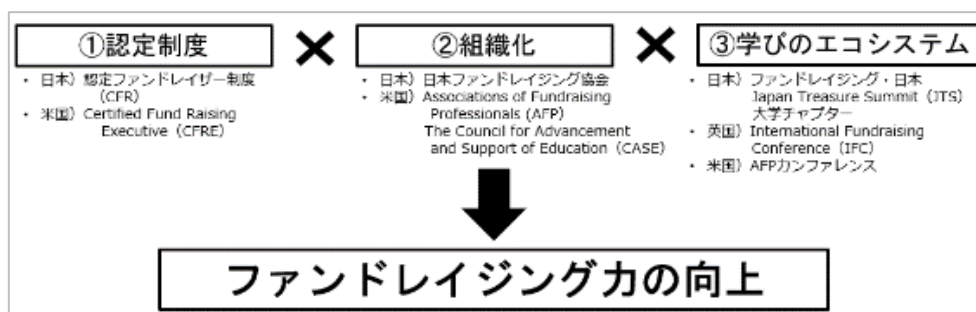 ①認定制度
・ 日本）認定ファンドレイザー制度
（CFR）
・ 米国）Certified Fund Raising
Executive（CFRE）
×
②組織化
・ 日本）日本ファンドレイジング協会
・ 米国）Associations of Fundraising
Professionals (AFP)
The Council for Advancement
and Support of Education（CASE）
×
③学びのエコシステム
・ 日本）ファンドレイジング・日本
Japan Treasure Summit（JTS）
大学チャプター
・ 英国）International Fundraising
Conference（IFC）
・ 米国）AFPカンファレンス
ファンドレイジング力の向上